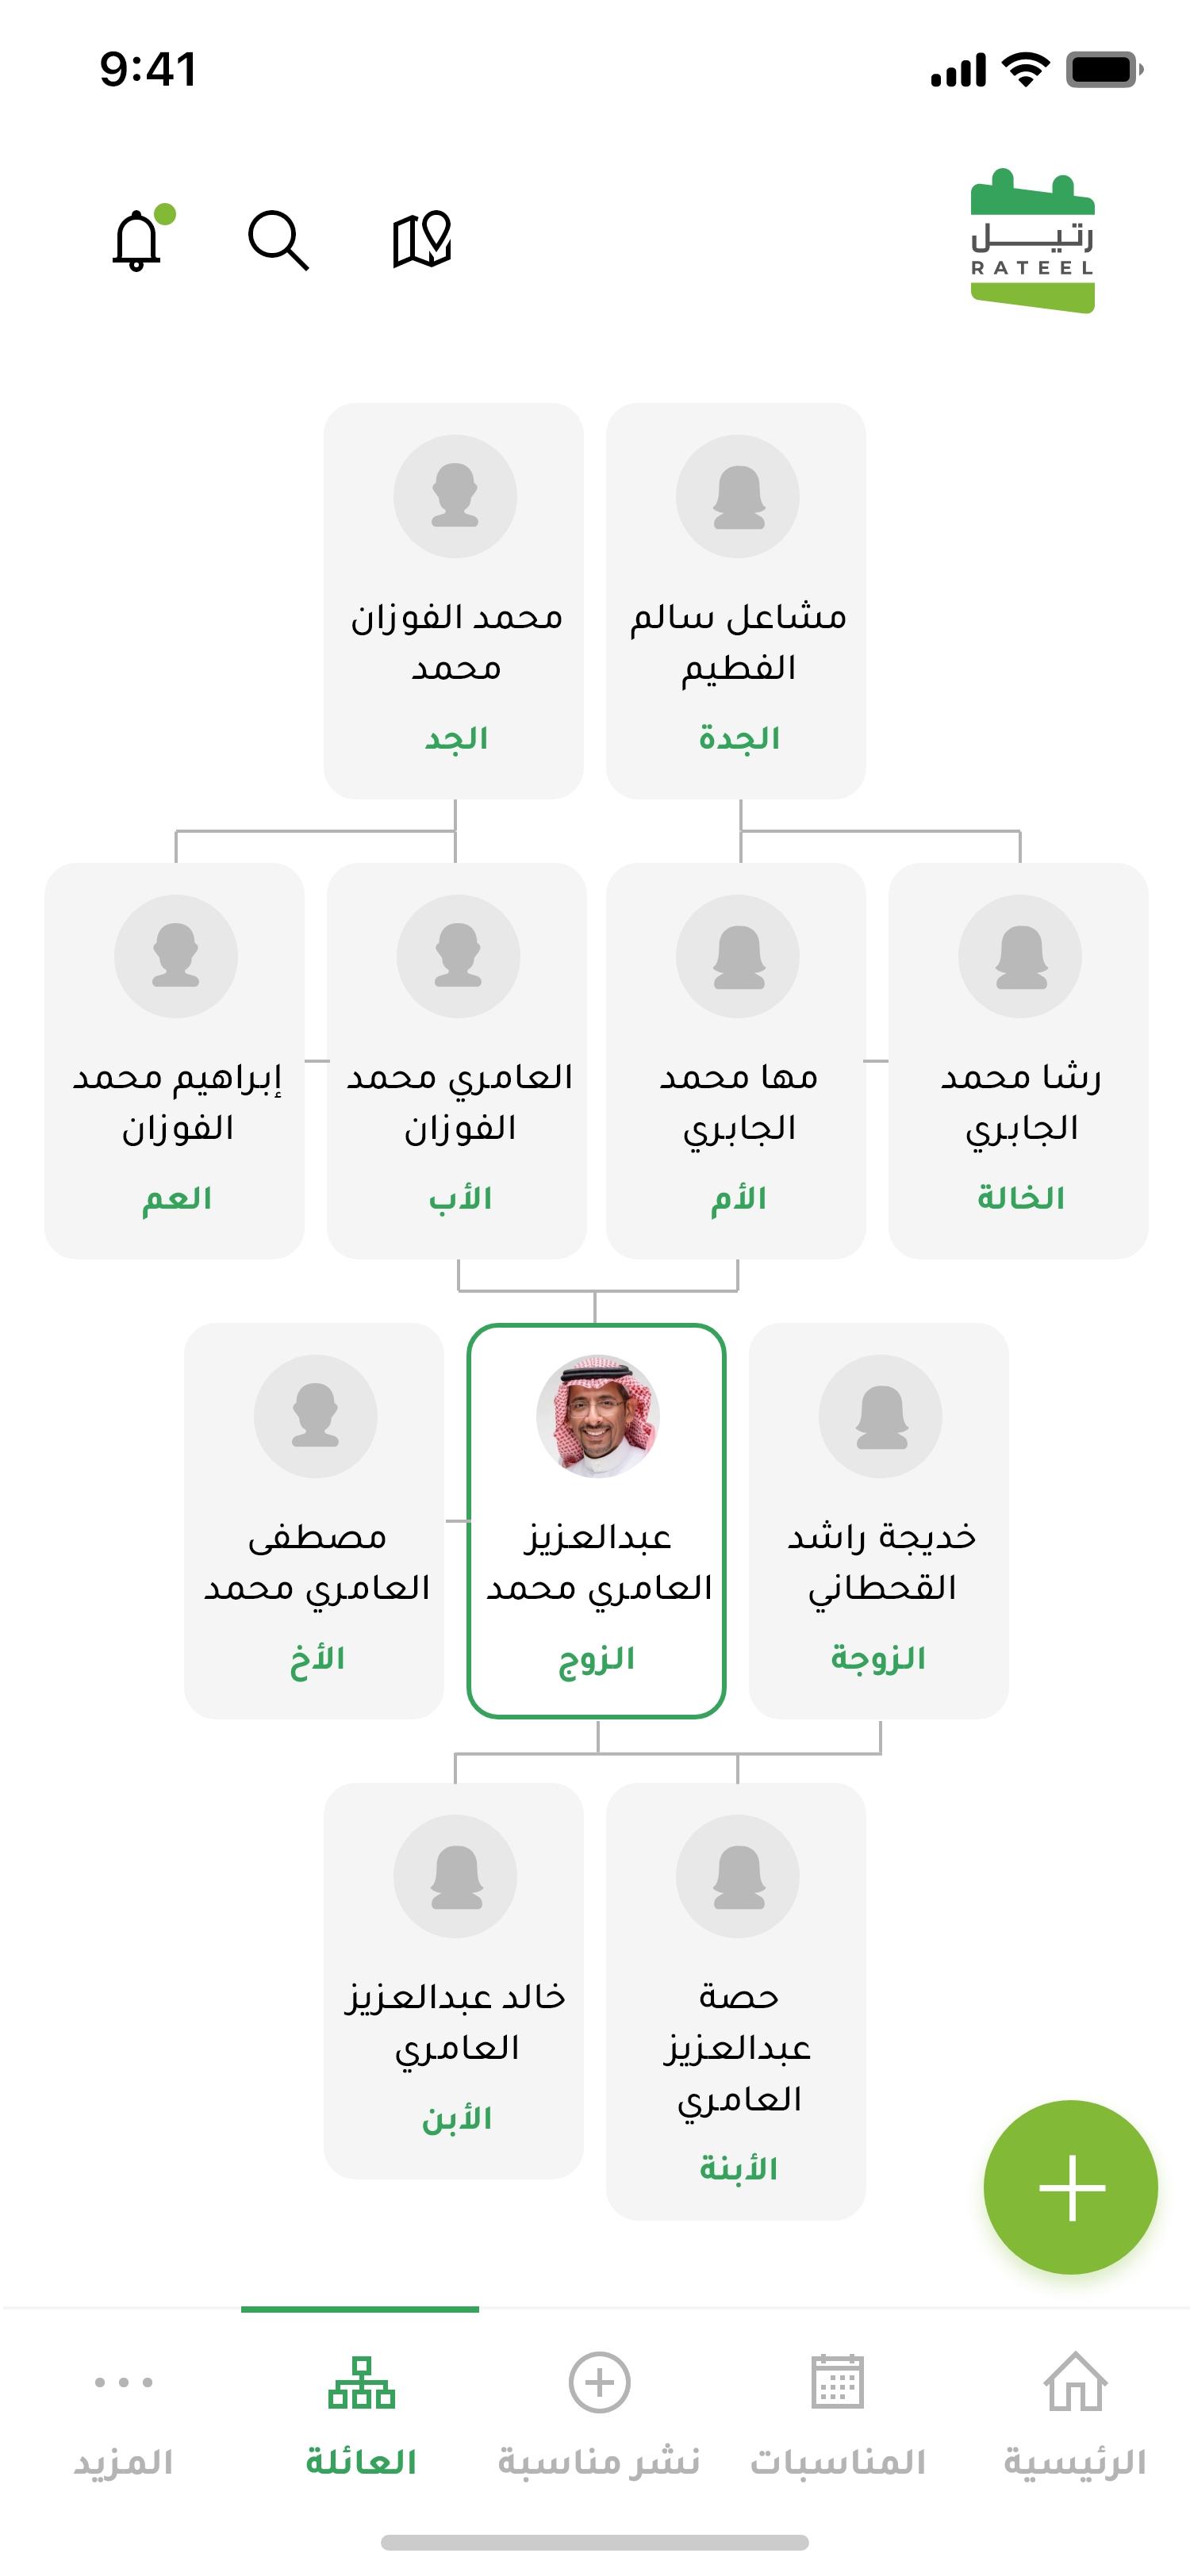 9:41
رتيل
RATEEL
مشاعل سالم
الفطيم
الجدة
محمد الفوزان
محمد
الجد
رشا محمد
الجابري
الخالة
مها محمد
الجابري
الأم
العامري محمد
الفوزان
الأب
إبراهيم محمد
الفوزان
العم
خديجة راشد
القحطاني
الزوجة
عبدالعزيز
العامري محمد
الزوج
مصطفى
العامري محمد
الأخ
حصة
عبدالعزيز
العامري
الأبنة
خالد عبدالعزيز
العامري
الأبن
الرئيسية
المناسبات
نشر مناسبة
العائلة
المزيد